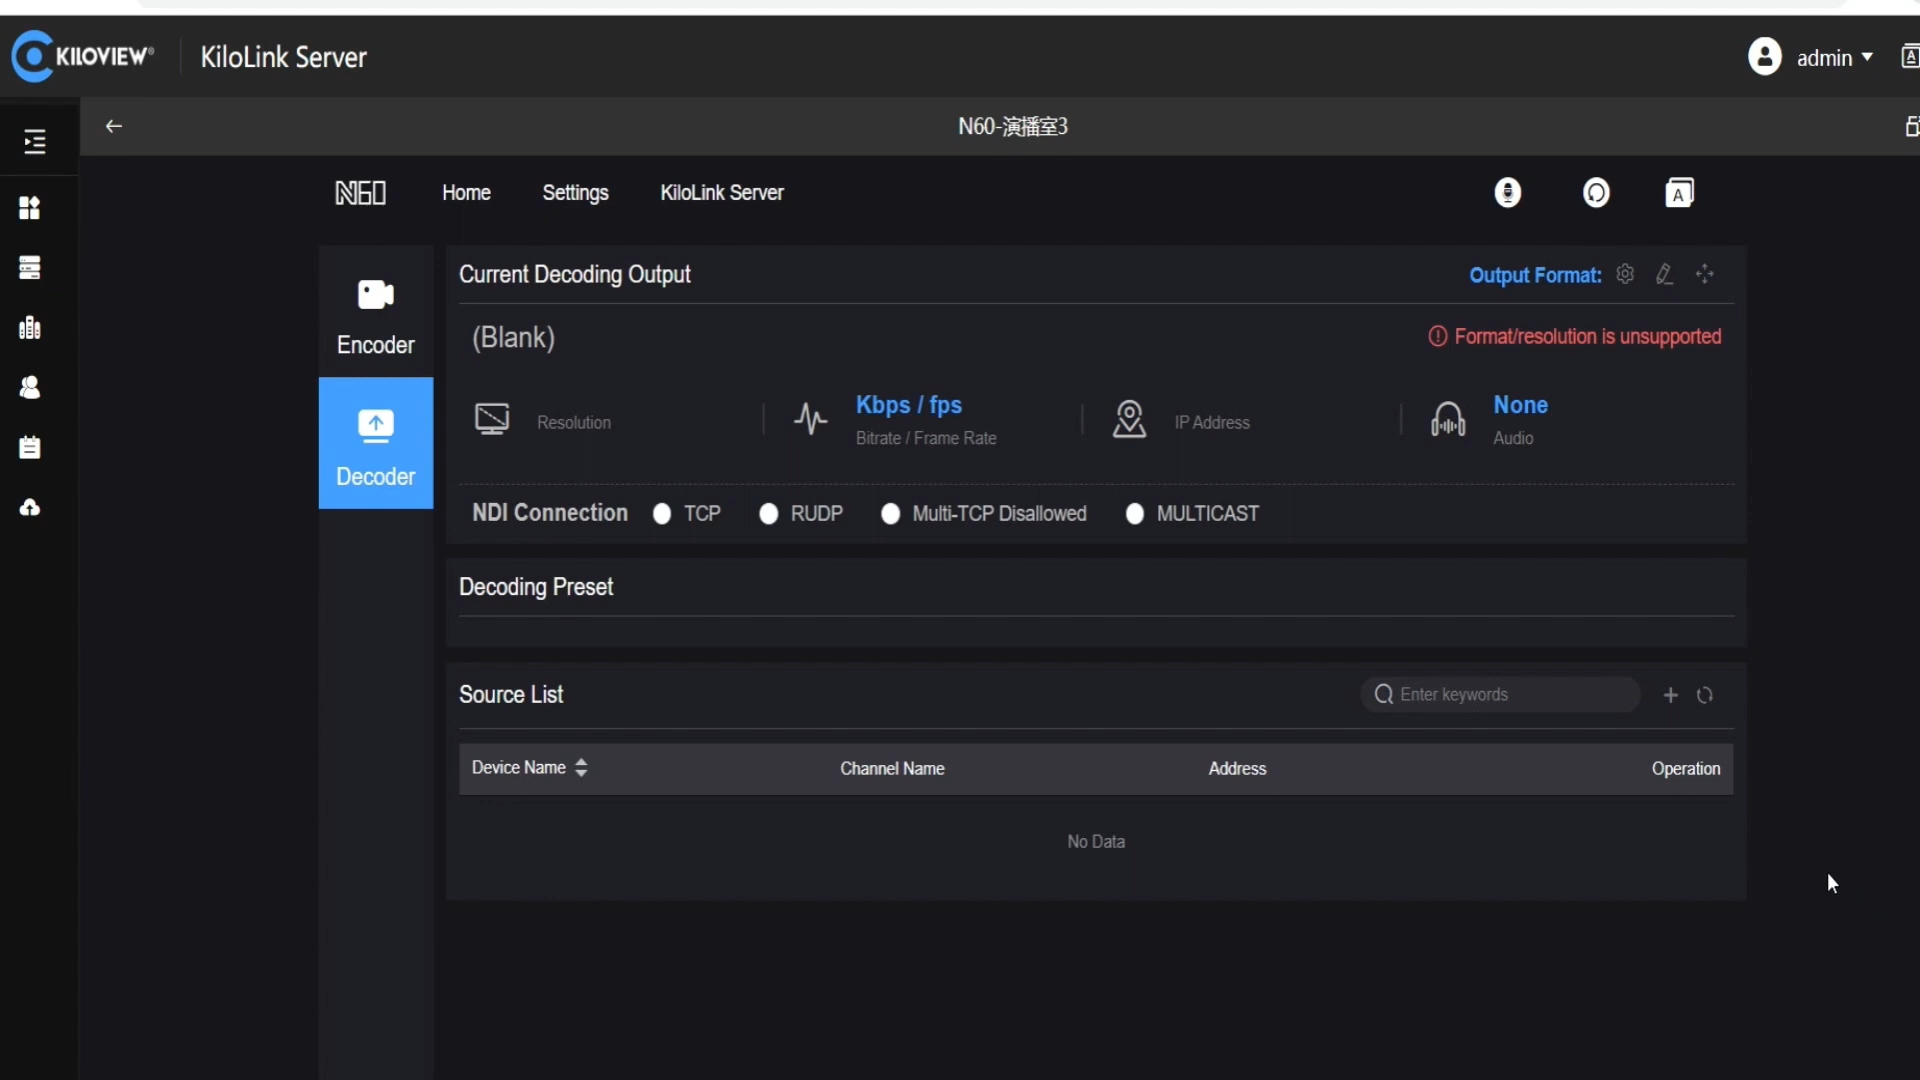 KILOVIEW®
KiloLink Server
admin
N60-演播室3
N60
Home
Settings
KiloLink Server
A
Encoder
Decoder
Current Decoding Output
Output Format:
(Blank)
Format/resolution is unsupported
Resolution
Kbps / fps
Bitrate / Frame Rate
IP Address
None
Audio
NDI Connection
TCP
RUDP
Multi-TCP Disallowed
MULTICAST
Decoding Preset
Source List
Enter keywords
Device Name
Channel Name
Address
Operation
No Data